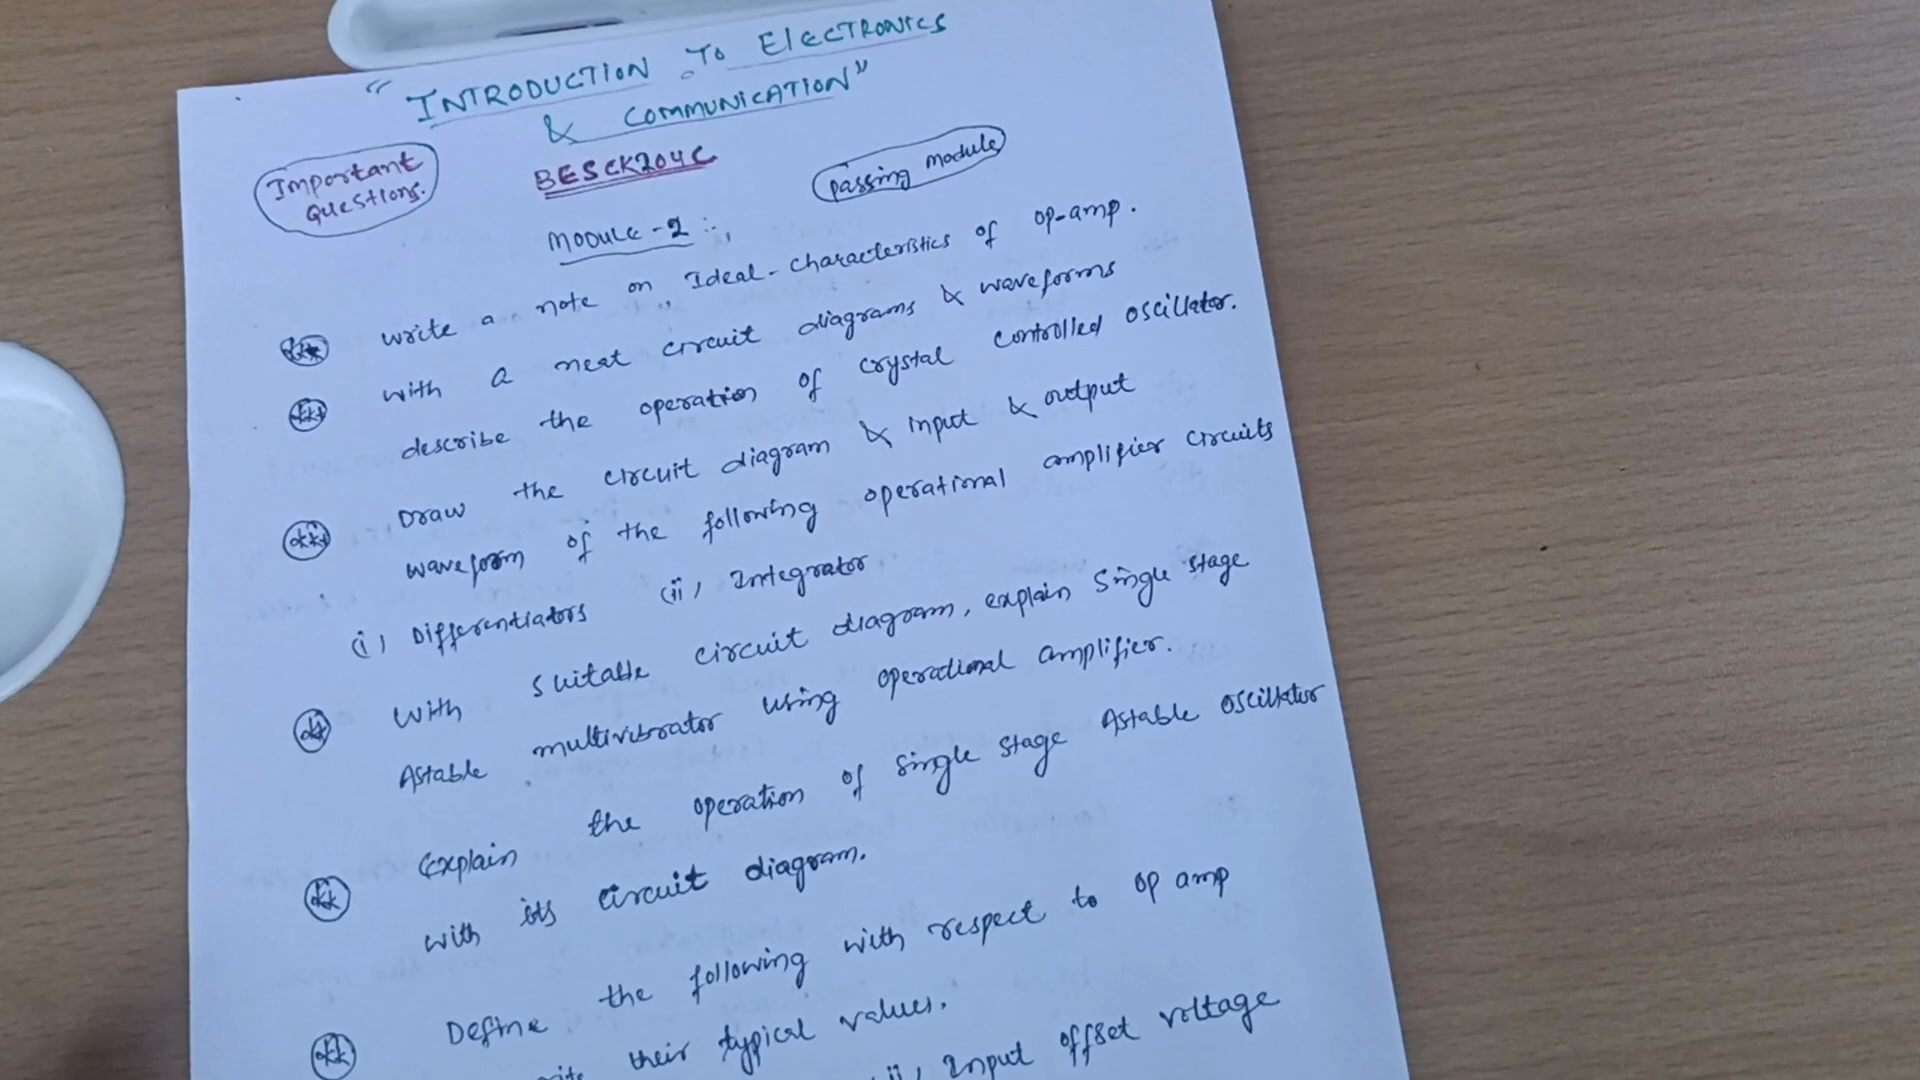 "INTRODUCTION TO ElECTRONICS
& COMMUNICATION"
Important
Questions.
BESCK204C
passing module
MODULE-2 :,
write a note on Ideal-characteristics of op-amp.
with a neat circuit diagrams & waveforms
describe the operation of crystal controlled oscillator.
Draw the circuit diagram & input & output
waveform of the following operational amplifier circuits
(i) Differentiators (ii) Integrator
With suitable circuit diagram, explain single stage
Astable multivibrator using operational amplifier.
Explain the operation of single stage Astable oscillator
with its circuit diagram.
Define the following with respect to op amp
their typical values.
ii) Input offset voltage